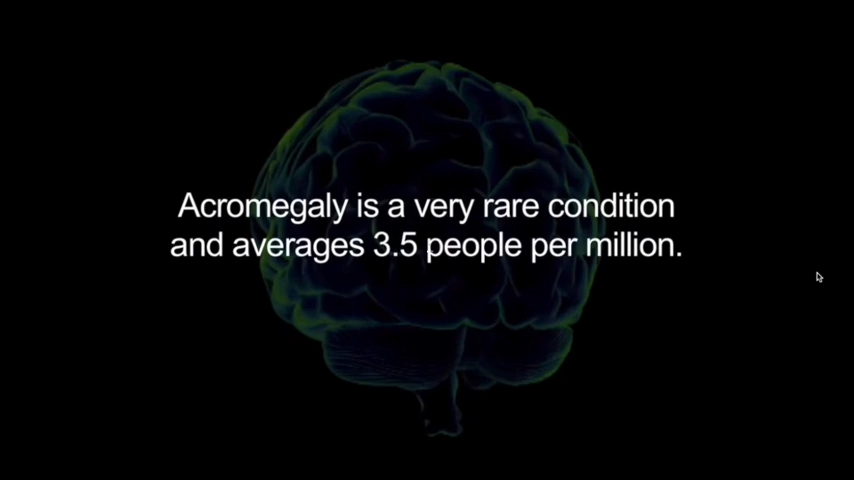 Acromegaly is a very rare condition
and averages 3.5 people per million.